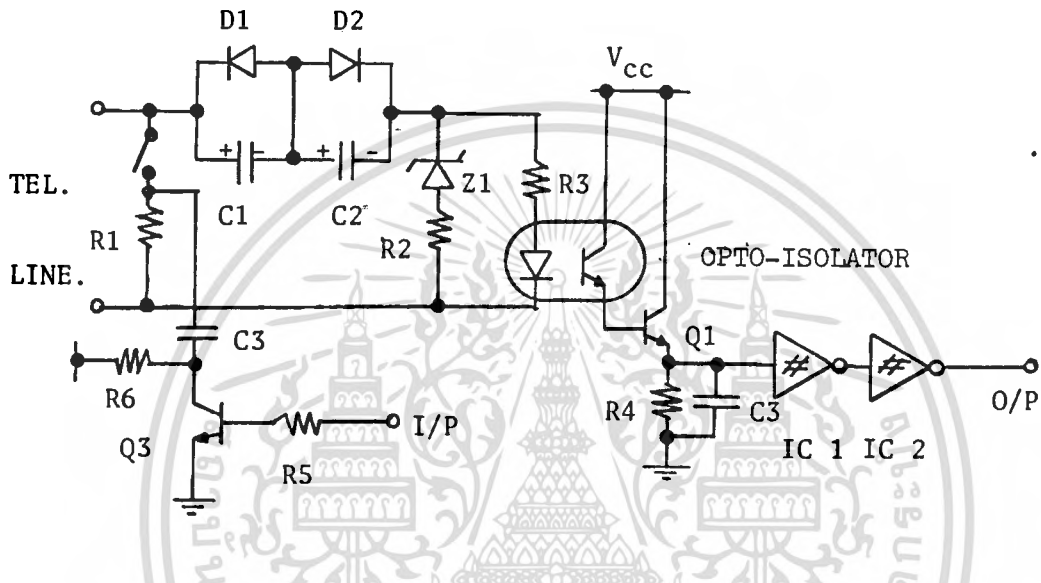 D1 D2
V_cc
TEL.
C1 C2 Z1 R3
R1 R2
OPTO-ISOLATOR
LINE.
C3 Q1
R6 R4 C3
O/P
Q3 I/P
R5 IC 1 IC 2